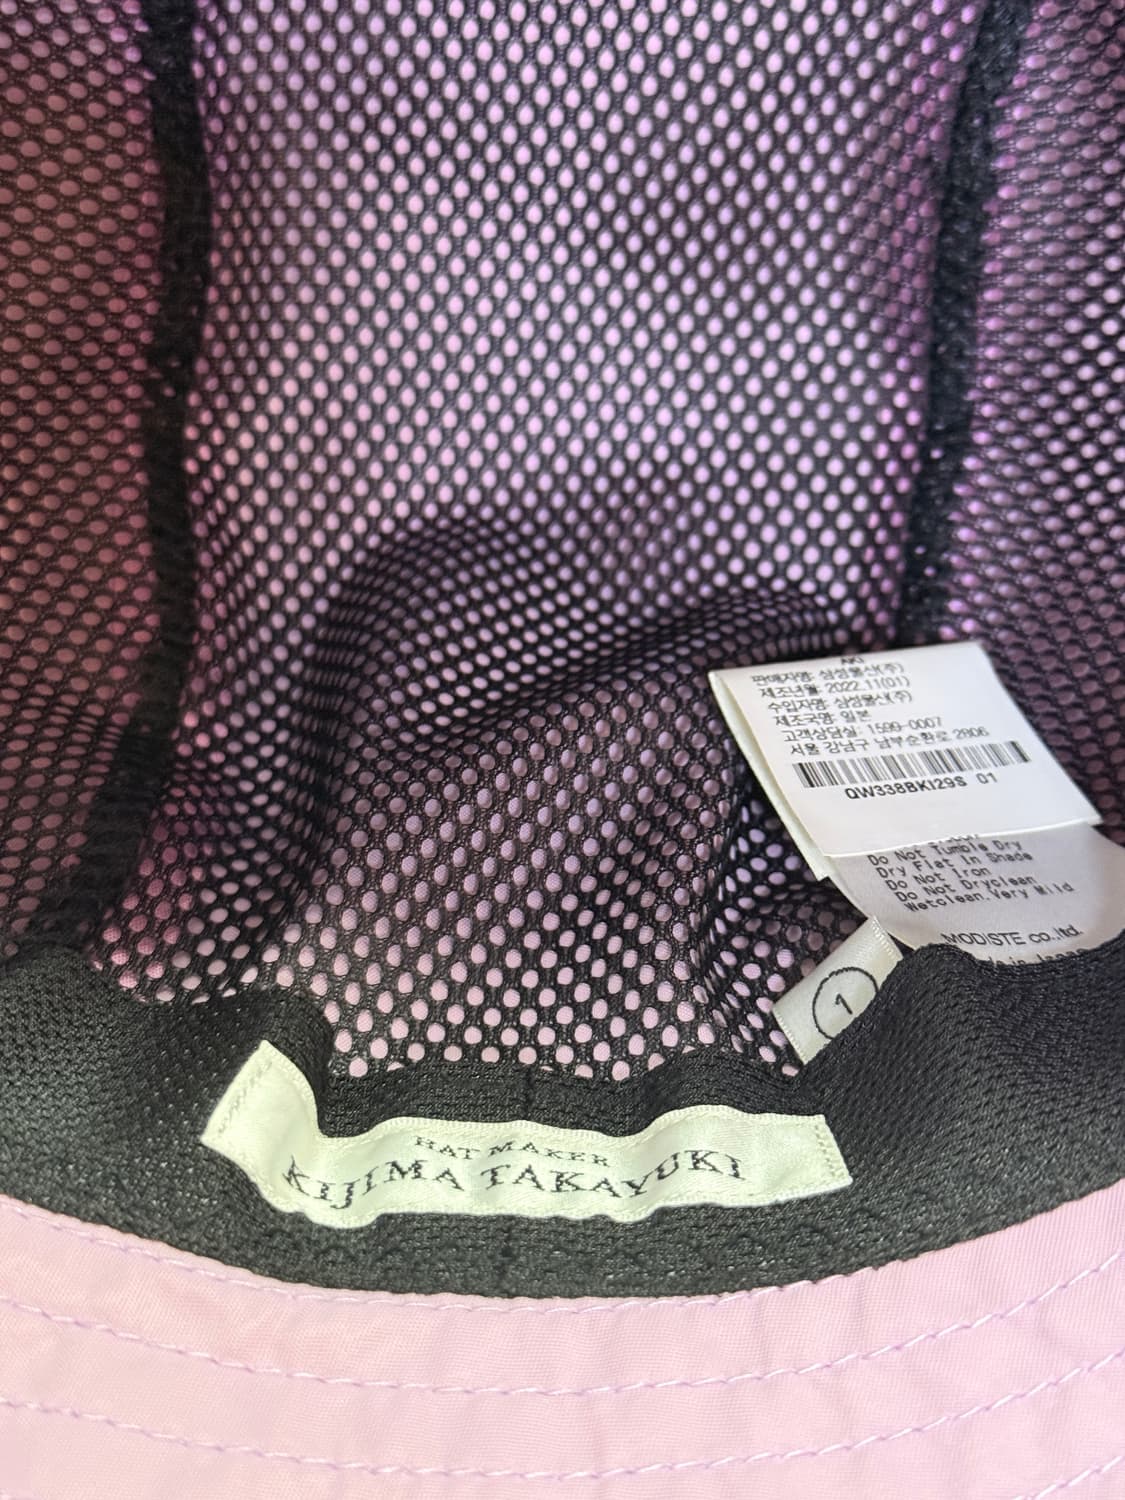 AKI
판매자명: 삼성물산(주)
제조년월: 2022.11(01)
수입자명: 삼성물산(주)
제조국명: 일본
고객상담실: 1599-0007
서울 강남구 남부순환로 2806
QW338BKI29S 01
Do Not Tumble Dry
Dry Flat in Shade
Do Not Iron
Do Not Dryclean
Wetclean.Very Mild
MODISTE co.,ltd.
1
HAT MAKER
KIJIMA TAKAYUKI